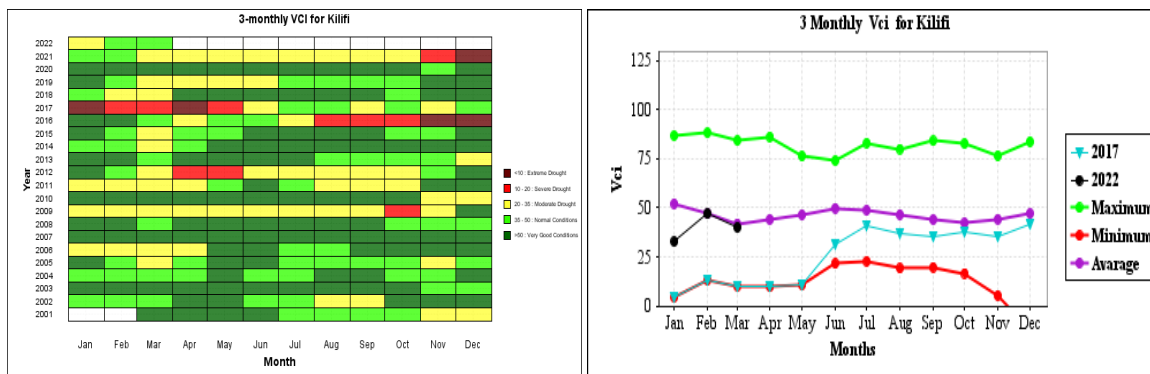 3-monthly VCI for Kilifi
2022
2021
2020
2019
2018
2017
2016
2015
2014
2013
2012
2011
2010
2009
2008
2007
2006
2005
2004
2003
2002
2001
Year
Jan Feb Mar Apr May Jun Jul Aug Sep Oct Nov Dec
Month
<10 : Extreme Drought
10 - 20 : Severe Drought
20 - 35 : Moderate Drought
35 - 50 : Normal Conditions
>50 : Very Good Conditions
3 Monthly Vci for Kilifi
125
100
75
50
25
0
Vci
Jan Feb Mar Apr May Jun Jul Aug Sep Oct Nov Dec
Months
2017
2022
Maximum
Minimum
Avarage